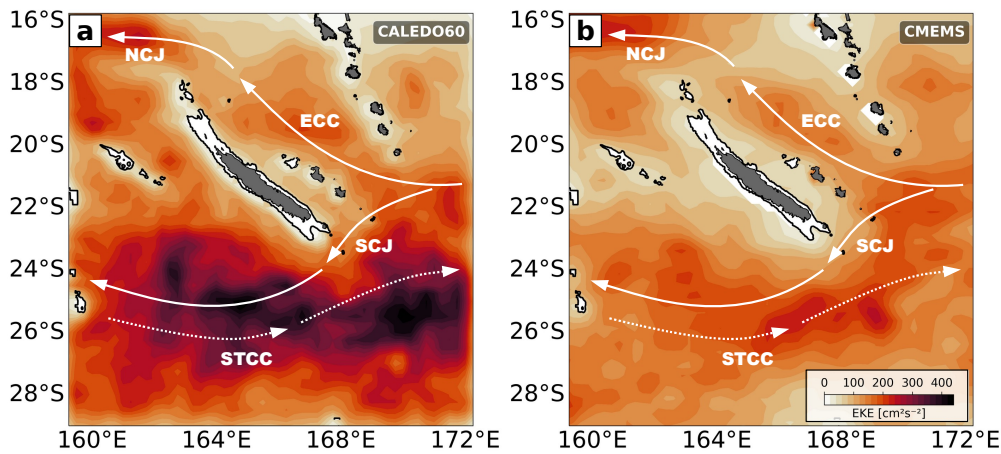 a
CALEDO60
NCJ
ECC
SCJ
STCC
16°S
18°S
20°S
22°S
24°S
26°S
28°S
160°E 164°E 168°E 172°E
b
CMEMS
NCJ
ECC
SCJ
STCC
16°S
18°S
20°S
22°S
24°S
26°S
28°S
0 100 200 300 400
EKE [cm²s⁻²]
160°E 164°E 168°E 172°E